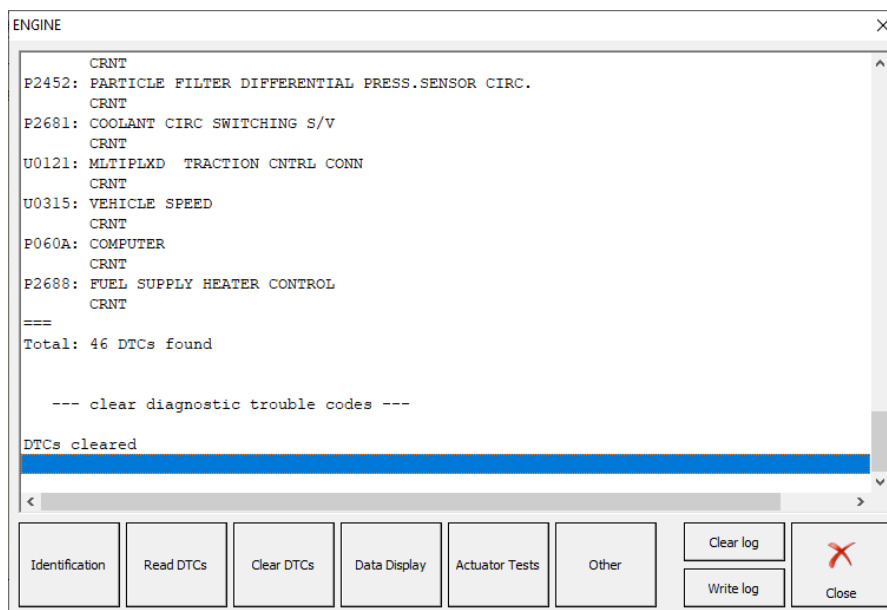 ENGINE
CRNT
P2452: PARTICLE FILTER DIFFERENTIAL PRESS.SENSOR CIRC.
CRNT
P2681: COOLANT CIRC SWITCHING S/V
CRNT
U0121: MLTIPLXD  TRACTION CNTRL CONN
CRNT
U0315: VEHICLE SPEED
CRNT
P060A: COMPUTER
CRNT
P2688: FUEL SUPPLY HEATER CONTROL
CRNT
===
Total: 46 DTCs found
--- clear diagnostic trouble codes ---
DTCs cleared
Identification
Read DTCs
Clear DTCs
Data Display
Actuator Tests
Other
Clear log
Write log
Close